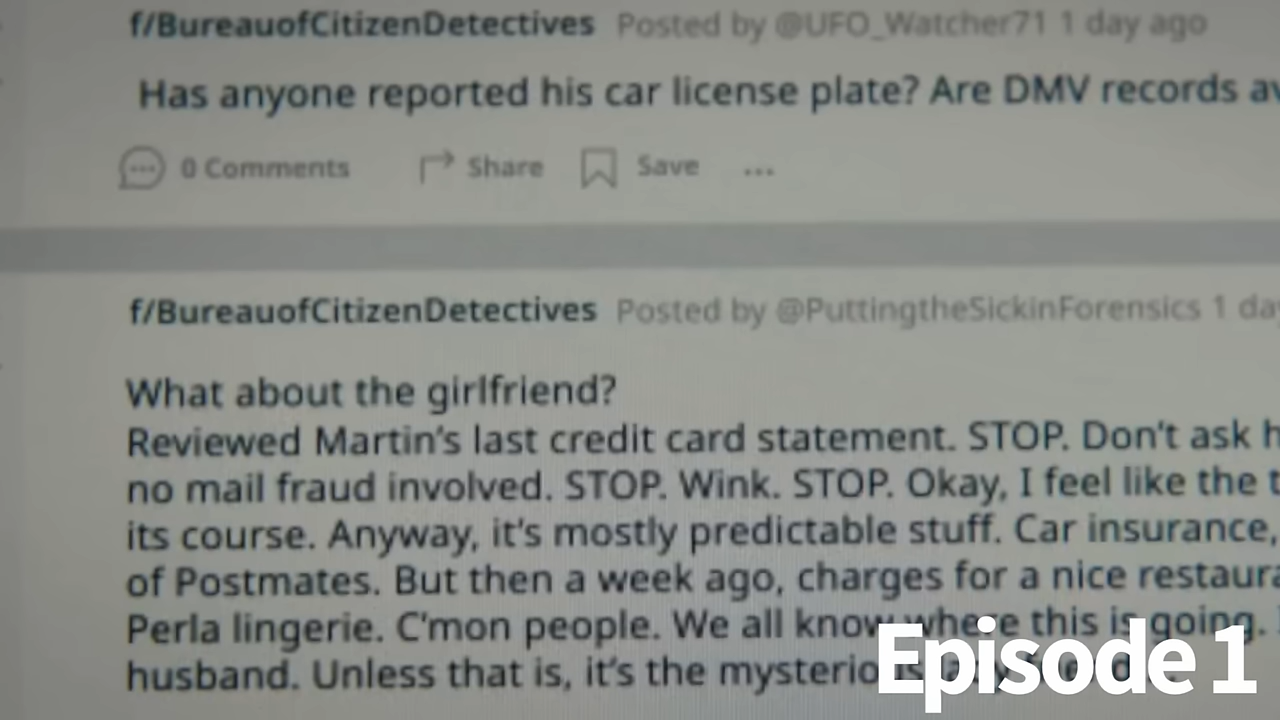 f/BureauofCitizenDetectives Posted by @UFO_Watcher71 1 day ago
Has anyone reported his car license plate? Are DMV records
0 Comments Share Save ...
f/BureauofCitizenDetectives Posted by @PuttingtheSickinForensics 1
What about the girlfriend?
Reviewed Martin's last credit card statement. STOP. Don't ask
no mail fraud involved. STOP. Wink. STOP. Okay, I feel like the
its course. Anyway, it's mostly predictable stuff. Car insurance,
of Postmates. But then a week ago, charges for a nice
Perla lingerie. C'mon people. We all know where this is going.
husband. Unless that is, it's the
Episode 1